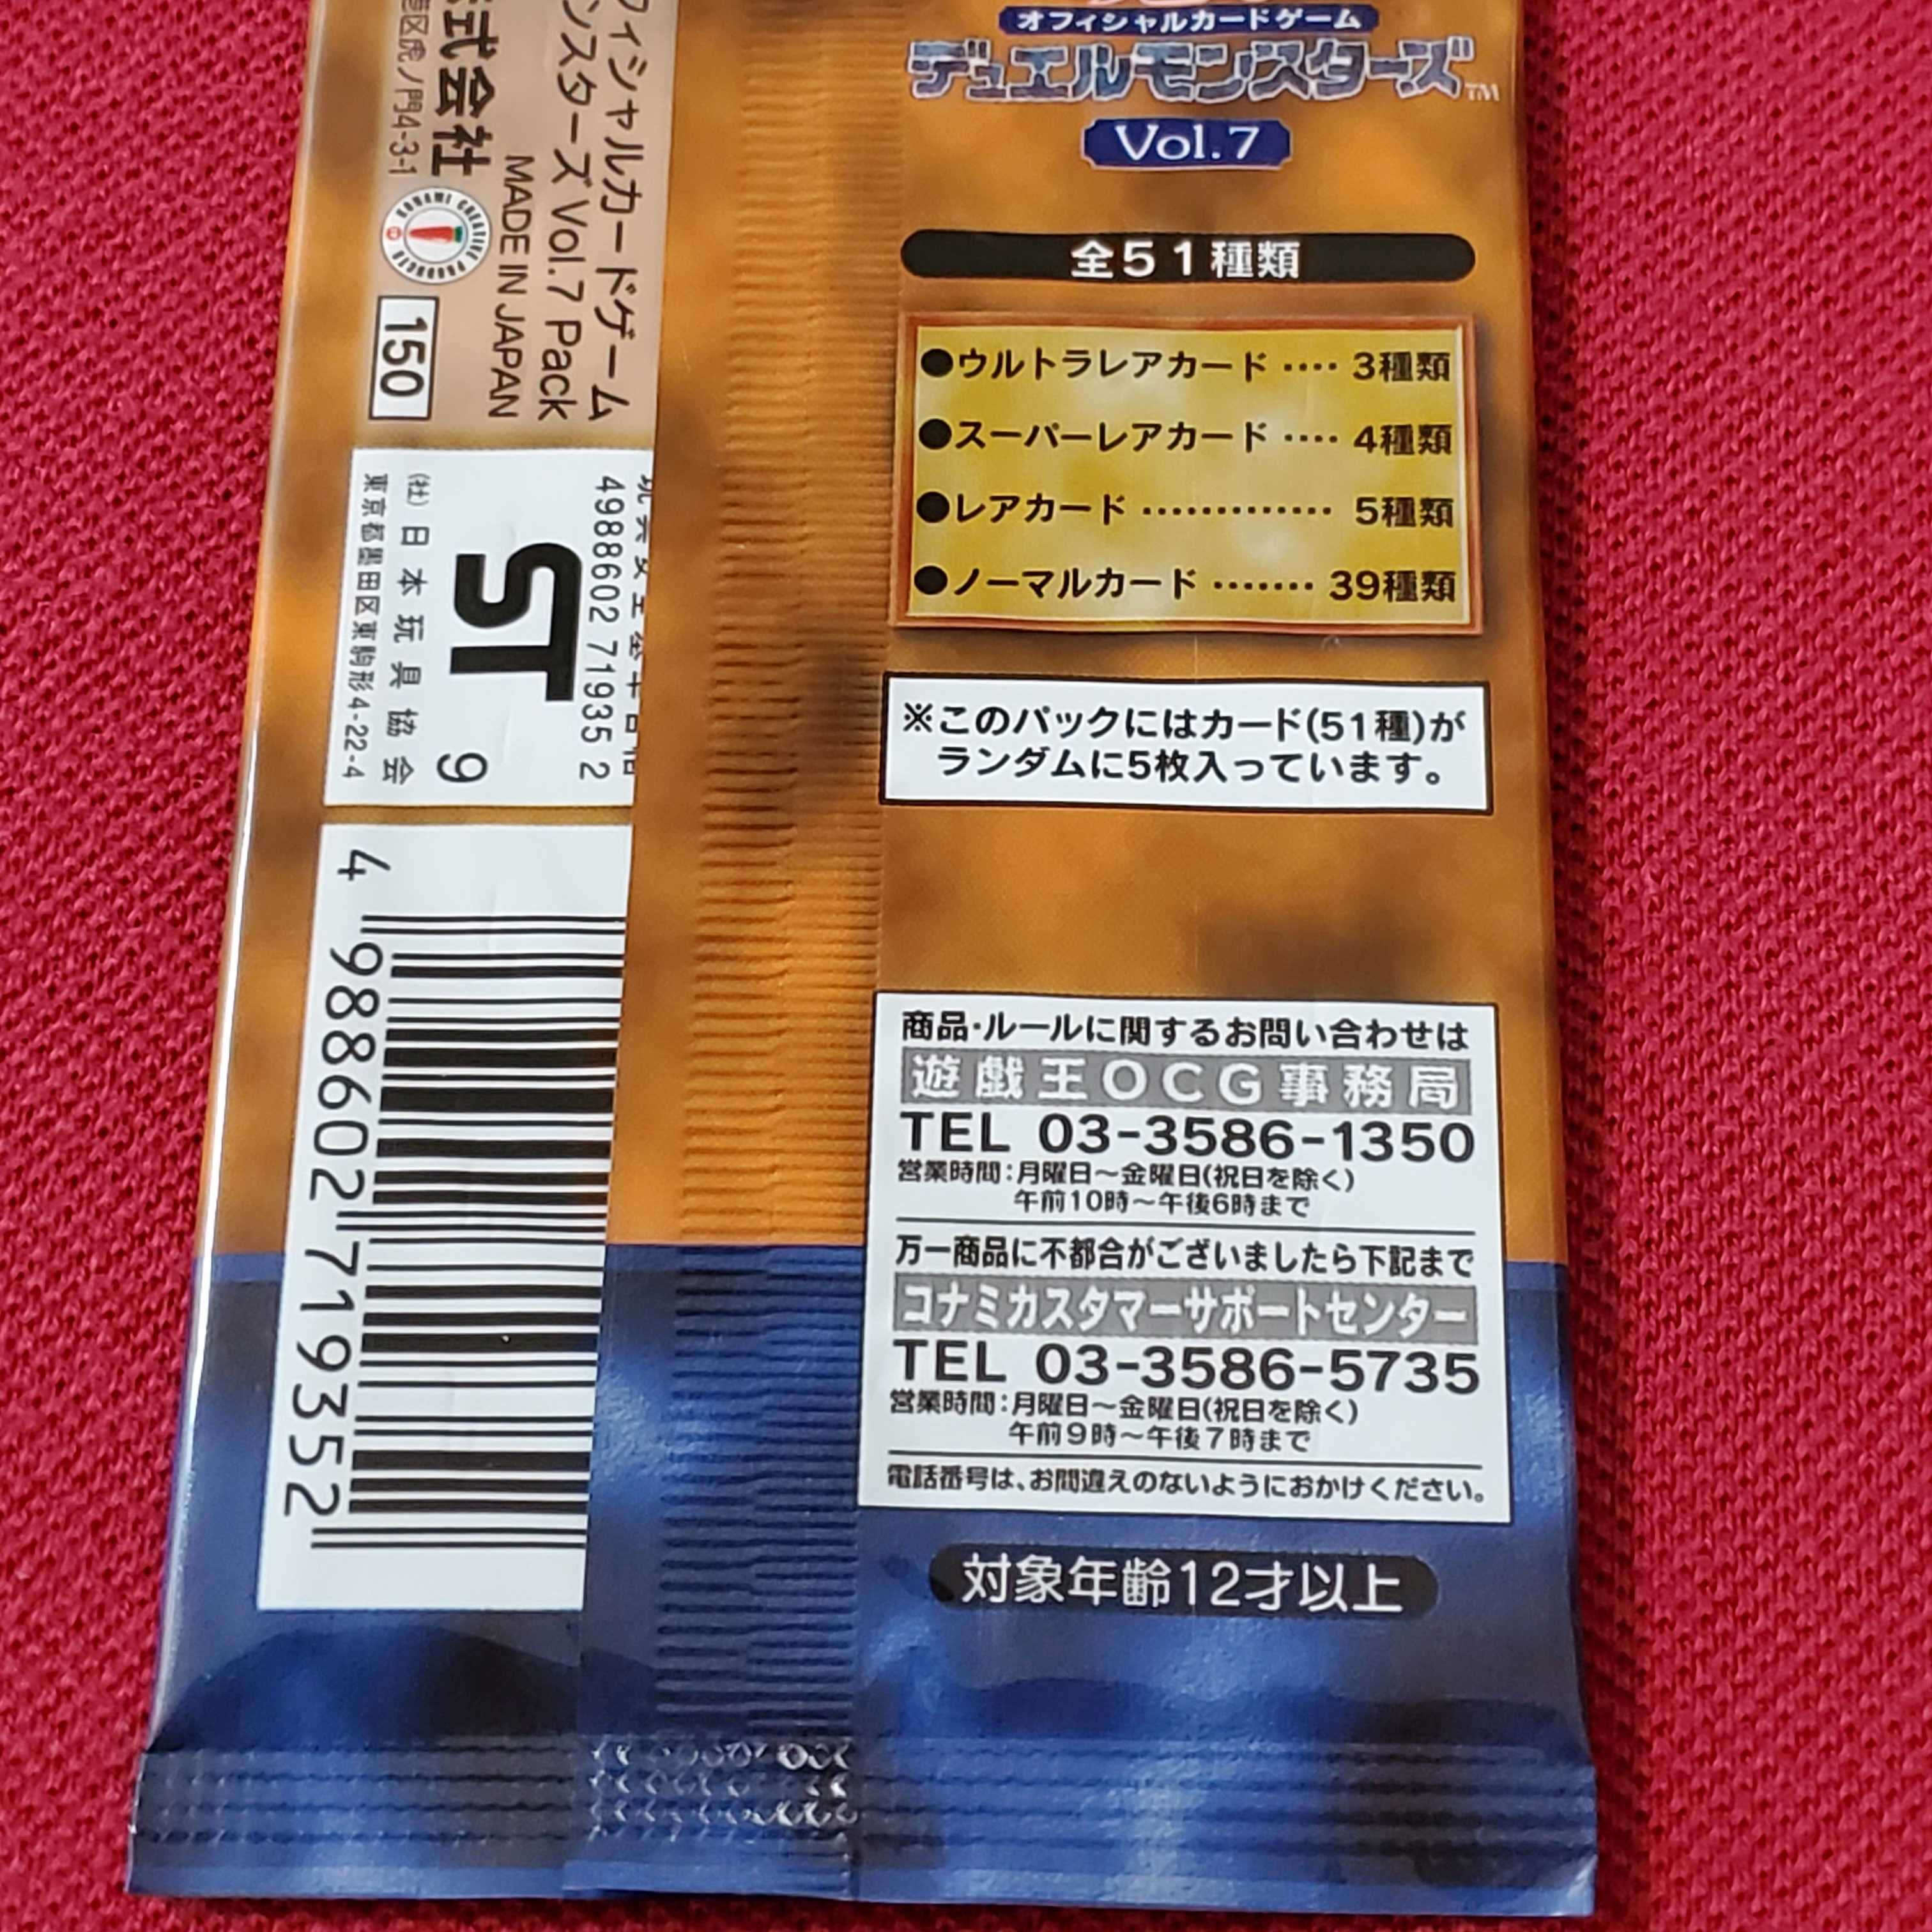 オフィシャルカードゲーム
デュエルモンスターズ™
Vol.7
全51種類
●ウルトラレアカード ‥‥ 3種類
●スーパーレアカード ‥‥ 4種類
●レアカード ‥‥‥‥‥‥‥ 5種類
●ノーマルカード ‥‥‥‥ 39種類
※このパックにはカード(51種)が
ランダムに5枚入っています。
商品・ルールに関するお問い合わせは
遊戯王OCG事務局
TEL 03-3586-1350
営業時間：月曜日～金曜日(祝日を除く)
午前10時～午後6時まで
万一商品に不都合がございましたら下記まで
コナミカスタマーサポートセンター
TEL 03-3586-5735
営業時間：月曜日～金曜日(祝日を除く)
午前9時～午後7時まで
電話番号は、お間違えのないようにおかけください。
対象年齢12才以上
フィシャルカードゲーム
ンスターズ Vol.7 Pack
MADE IN JAPAN
式会社
区虎ノ門4-3-1
KONAMI CREATIVE PRODUCTS
150
4988602 71935 2
ST
9
(社)日本玩具協会
東京都墨田区東駒形4-22-4
4 988602 719352